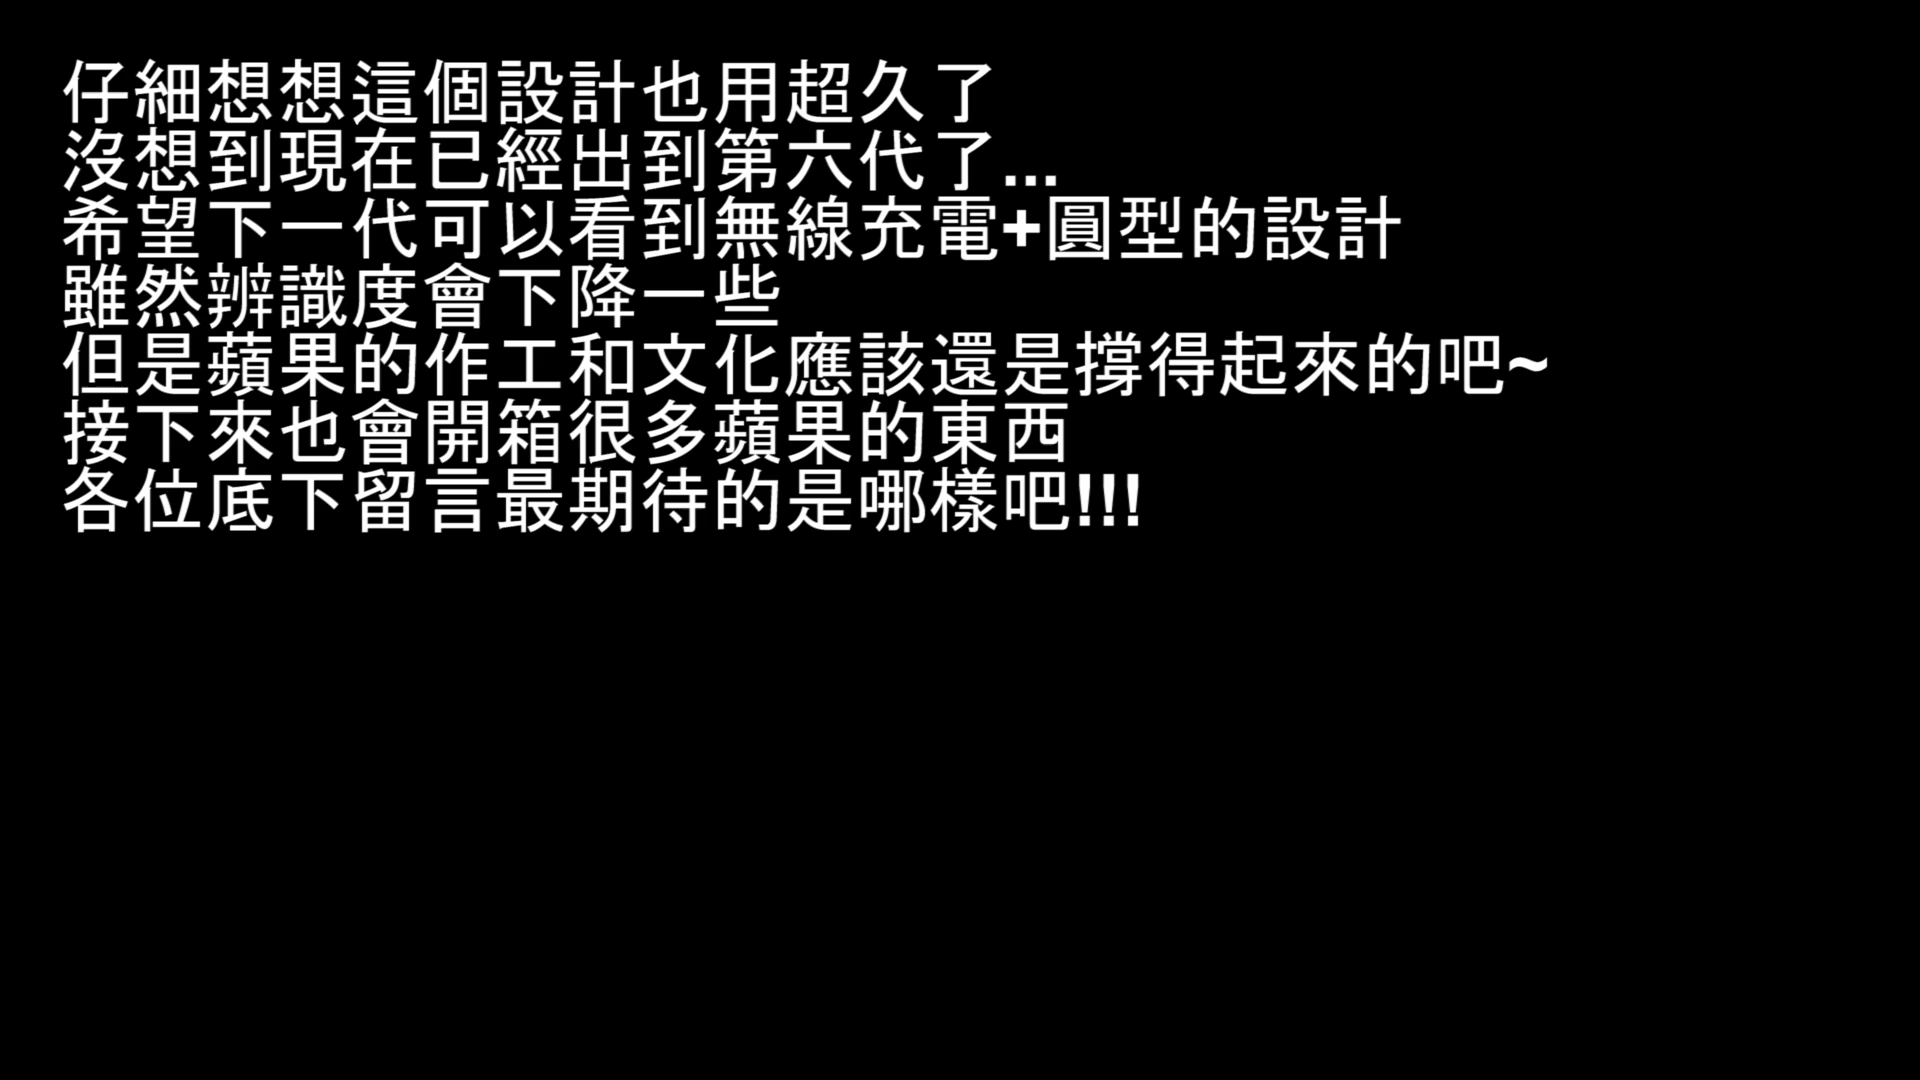 仔細想想這個設計也用超久了
沒想到現在已經出到第六代了...
希望下一代可以看到無線充電+圓型的設計
雖然辨識度會下降一些
但是蘋果的作工和文化應該還是撐得起來的吧~
接下來也會開箱很多蘋果的東西
各位底下留言最期待的是哪樣吧!!!